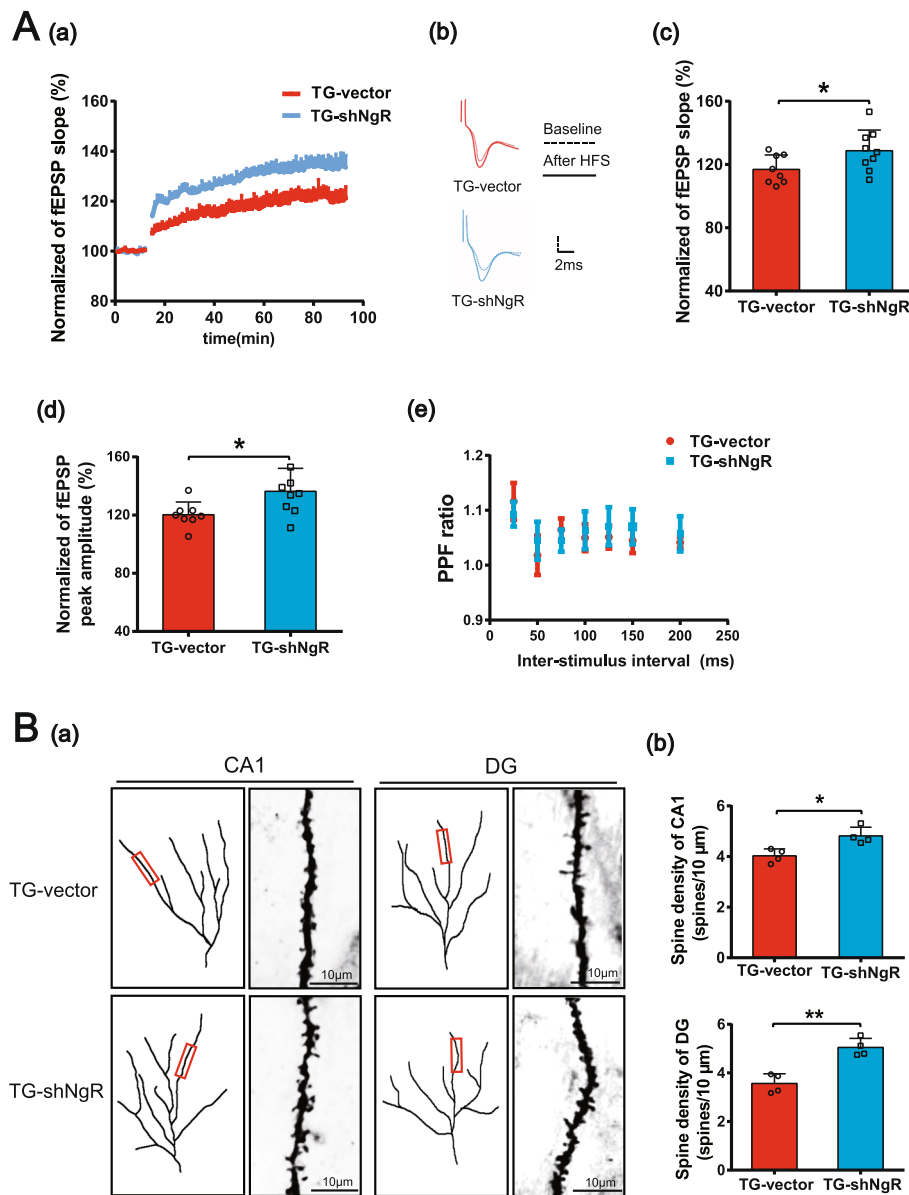 A (a)
Normalized of fEPSP slope (%)
160
140
120
100
80
0 20 40 60 80 100
time(min)
TG-vector
TG-shNgR
(b)
TG-vector
TG-shNgR
Baseline
After HFS
2ms
(c)
Normalized of fEPSP slope (%)
160
120
80
40
*
TG-vector TG-shNgR
(d)
Normalized of fEPSP
peak amplitude (%)
160
120
80
40
*
TG-vector TG-shNgR
(e)
TG-vector
TG-shNgR
PPF ratio
1.2
1.1
1.0
0.9
0 50 100 150 200 250
Inter-stimulus interval (ms)
B (a)
CA1 DG
TG-vector
10μm 10μm
TG-shNgR
10μm 10μm
(b)
Spine density of CA1
(spines/10 μm)
6
4
2
0
*
TG-vector TG-shNgR
Spine density of DG
(spines/10 μm)
6
4
2
0
**
TG-vector TG-shNgR